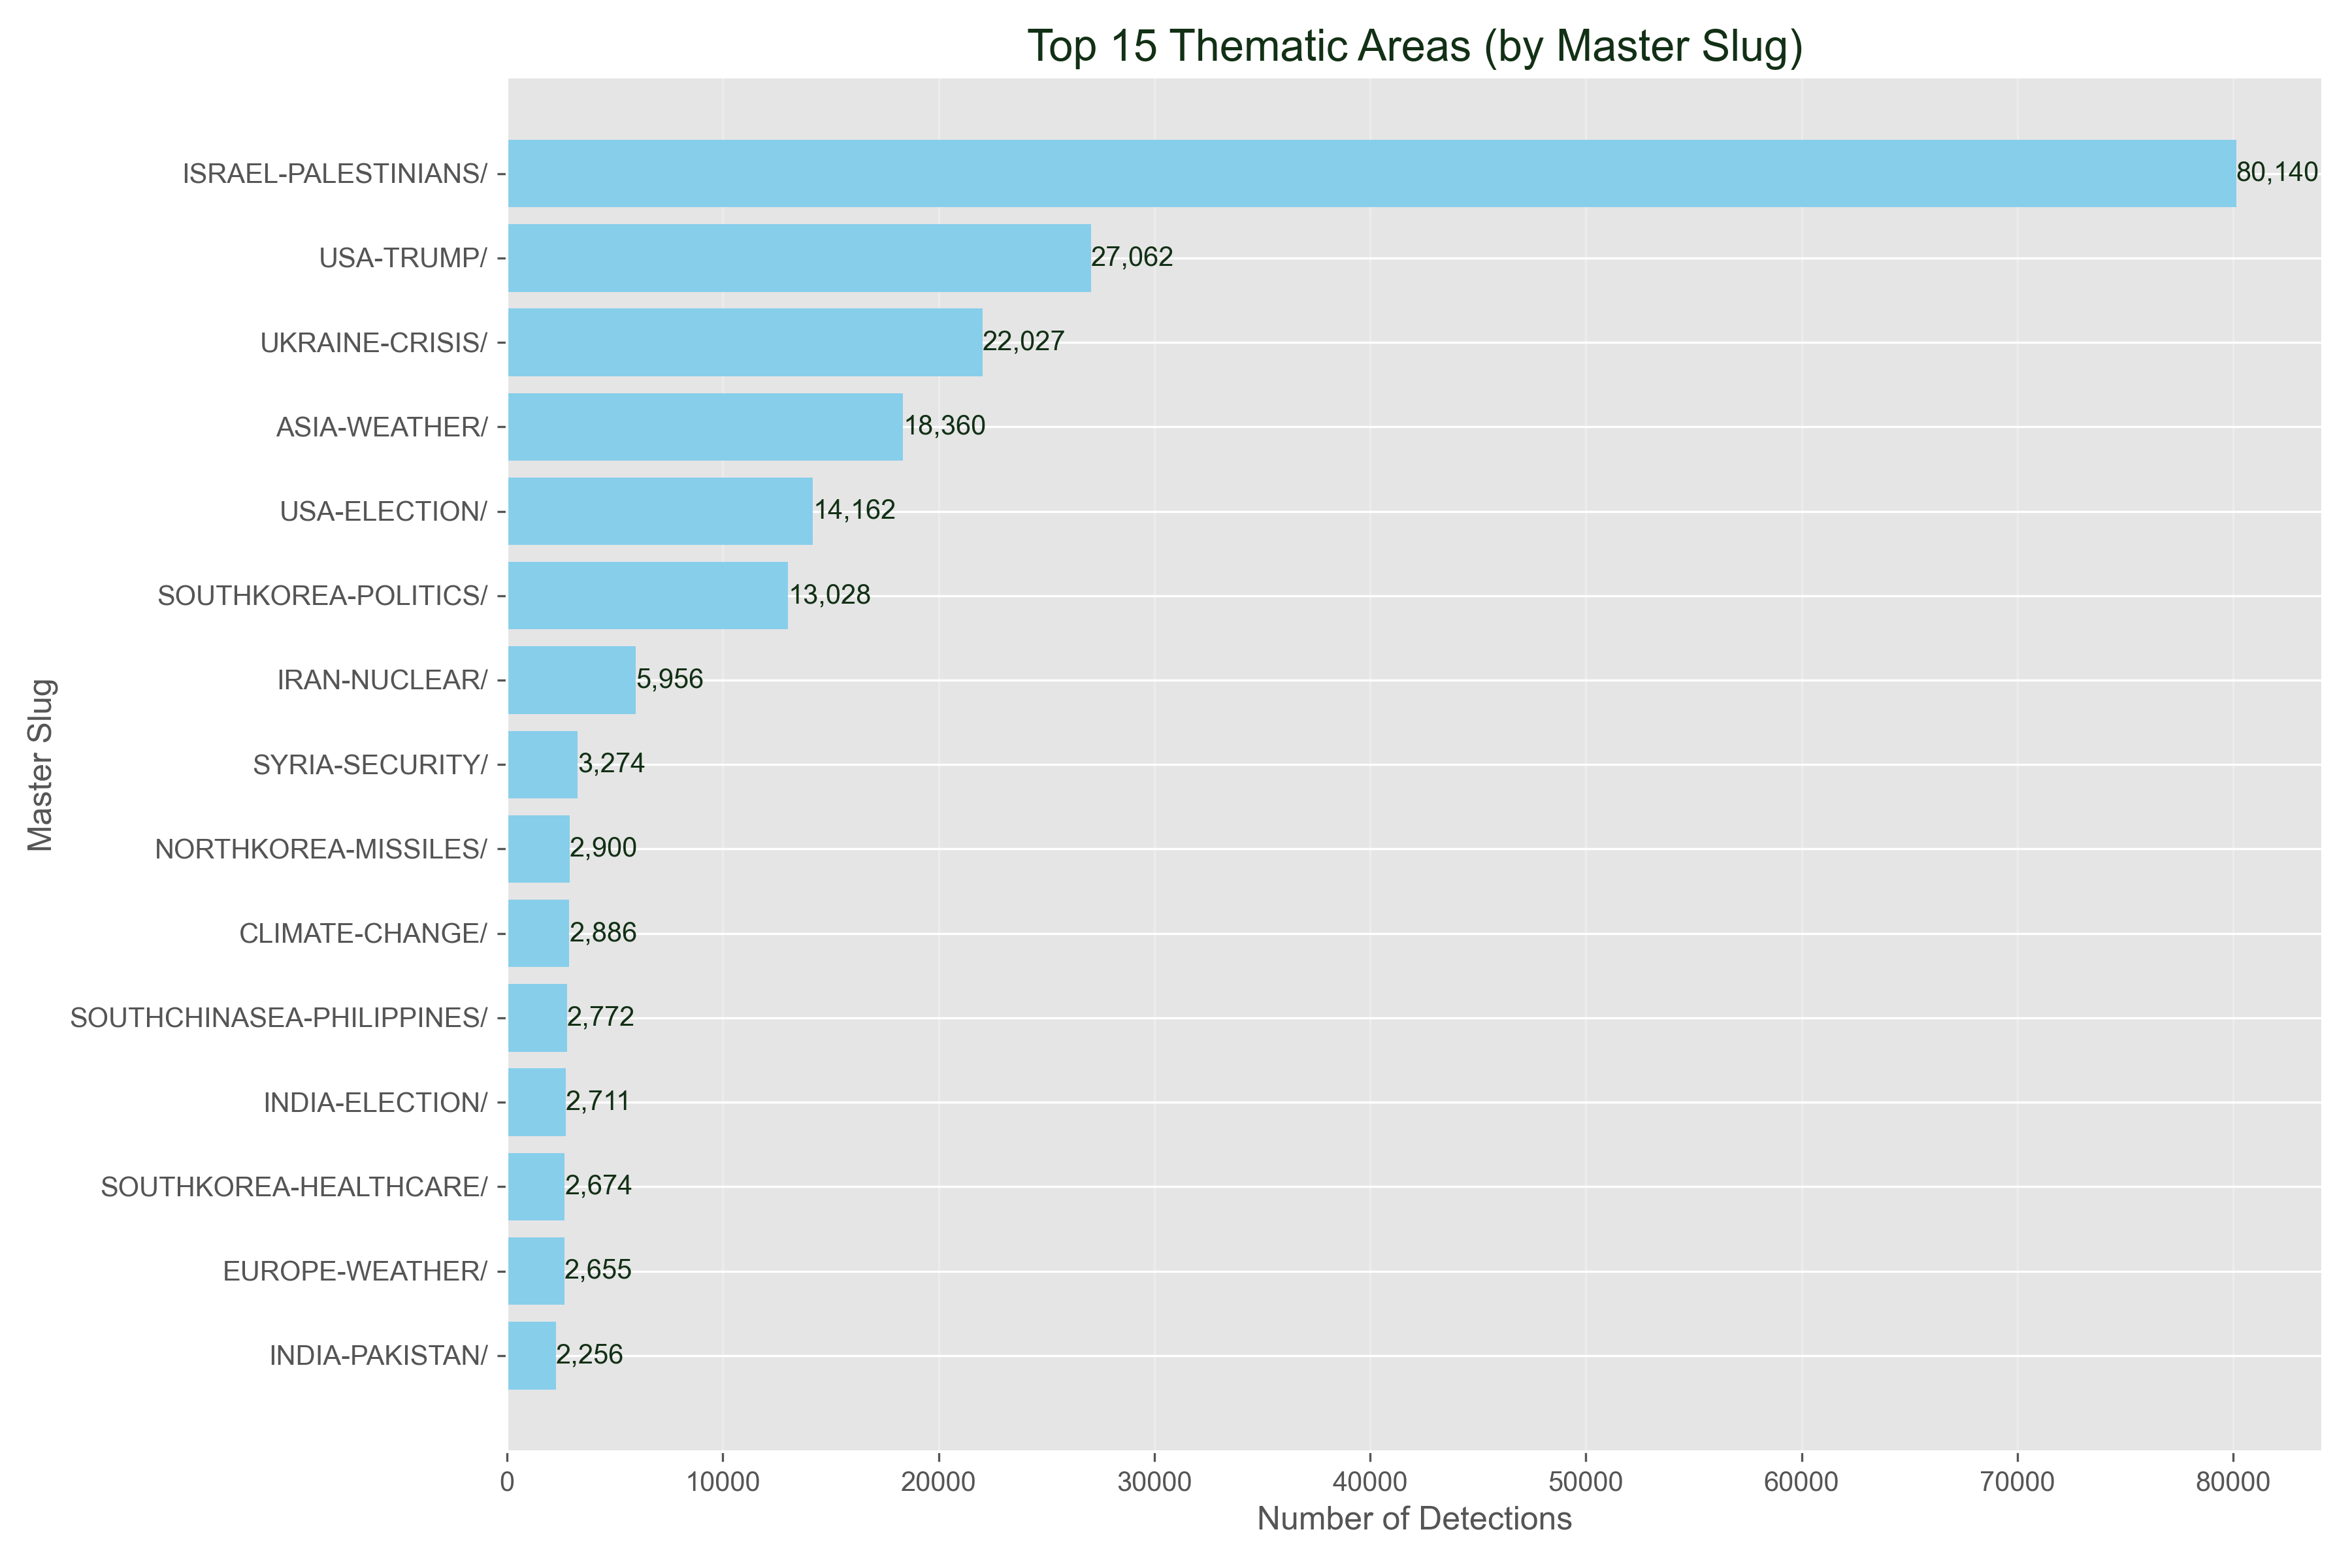 Top 15 Thematic Areas (by Master Slug)
Master Slug
ISRAEL-PALESTINIANS/ 80,140
USA-TRUMP/ 27,062
UKRAINE-CRISIS/ 22,027
ASIA-WEATHER/ 18,360
USA-ELECTION/ 14,162
SOUTHKOREA-POLITICS/ 13,028
IRAN-NUCLEAR/ 5,956
SYRIA-SECURITY/ 3,274
NORTHKOREA-MISSILES/ 2,900
CLIMATE-CHANGE/ 2,886
SOUTHCHINASEA-PHILIPPINES/ 2,772
INDIA-ELECTION/ 2,711
SOUTHKOREA-HEALTHCARE/ 2,674
EUROPE-WEATHER/ 2,655
INDIA-PAKISTAN/ 2,256
0 10000 20000 30000 40000 50000 60000 70000 80000
Number of Detections